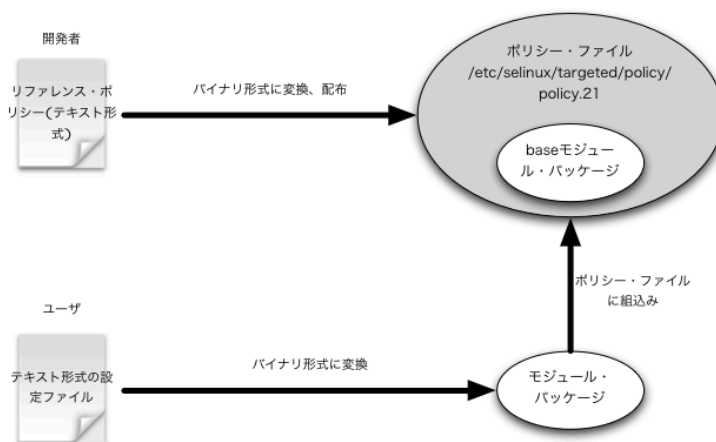 開発者
リファレンス・ポ
リシー(テキスト形
式)
バイナリ形式に変換、配布
ポリシー・ファイル
/etc/selinux/targeted/policy/
policy.21
baseモジュー
ル・パッケージ
ポリシー・ファイル
に組込み
ユーザ
テキスト形式の設
定ファイル
バイナリ形式に変換
モジュール・
パッケージ